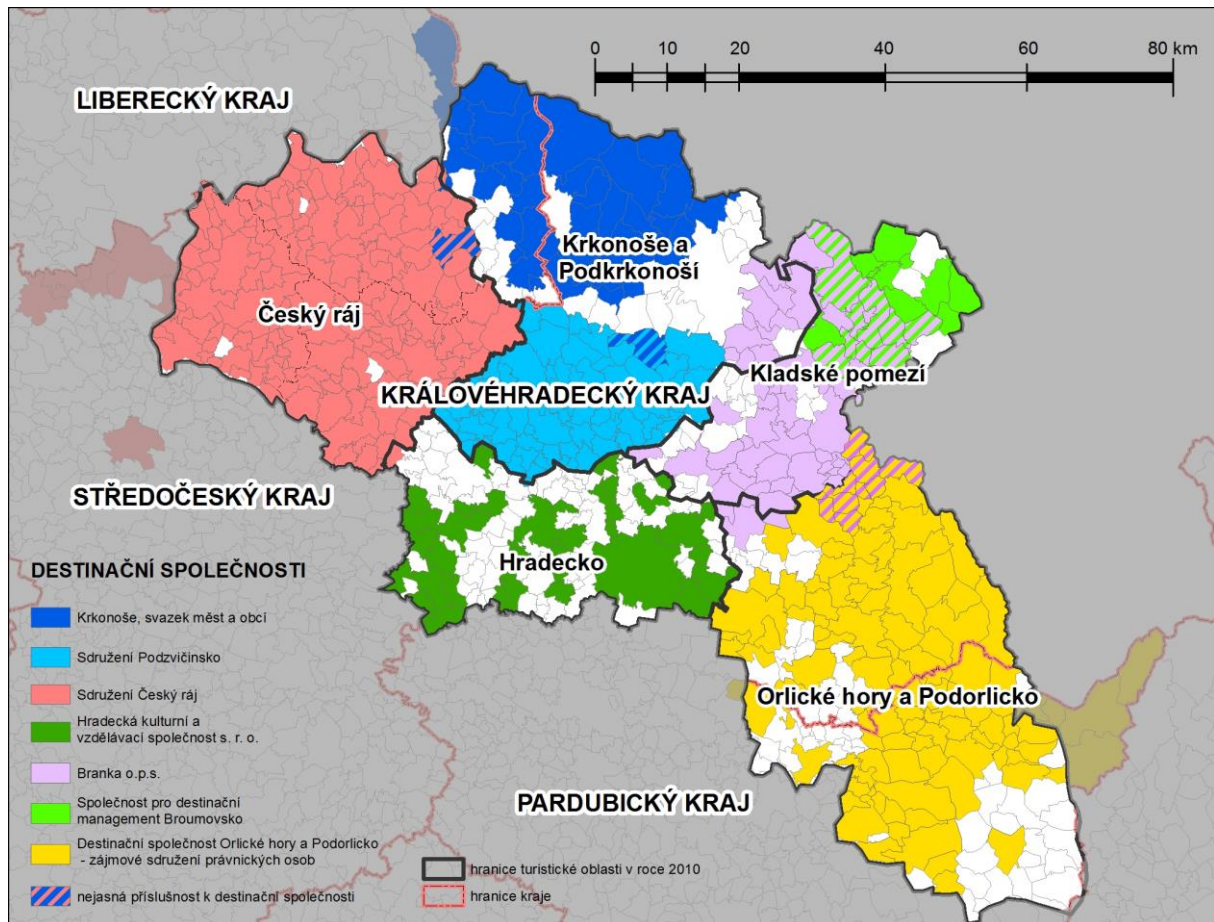 0 10 20 40 60 80 km
LIBERECKÝ KRAJ
Krkonoše a
Podkrkonoší
Český ráj
Kladské pomezí
KRÁLOVÉHRADECKÝ KRAJ
STŘEDOČESKÝ KRAJ
Hradecko
DESTINAČNÍ SPOLEČNOSTI
Krkonoše, svazek měst a obcí
Sdružení Podzvičinsko
Sdružení Český ráj
Hradecká kulturní a
vzdělávací společnost s. r. o.
Branka o.p.s.
Společnost pro destinační
management Broumovsko
Destinační společnost Orlické hory a Podorlicko
- zájmové sdružení právnických osob
nejasná příslušnost k destinační společnosti
Orlické hory a Podorlicko
PARDUBICKÝ KRAJ
hranice turistické oblasti v roce 2010
hranice kraje